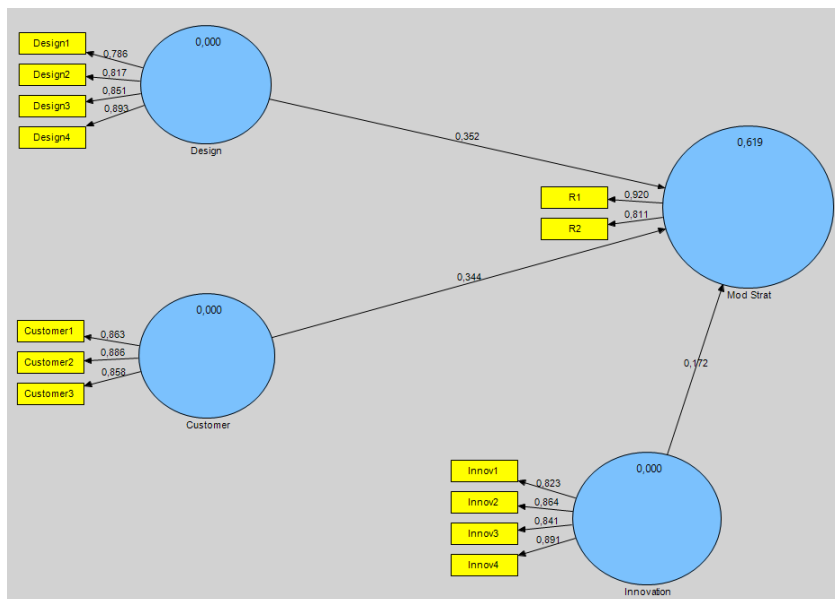 0,000
Design1
0,786
Design2
0,817
Design3
0,851
Design4
0,893
Design
0,352
0,619
R1
0,920
R2
0,811
Mod Strat
0,344
0,000
Customer1
0,863
Customer2
0,886
Customer3
0,858
Customer
0,172
0,000
Innov1
0,823
Innov2
0,864
Innov3
0,841
Innov4
0,891
Innovation